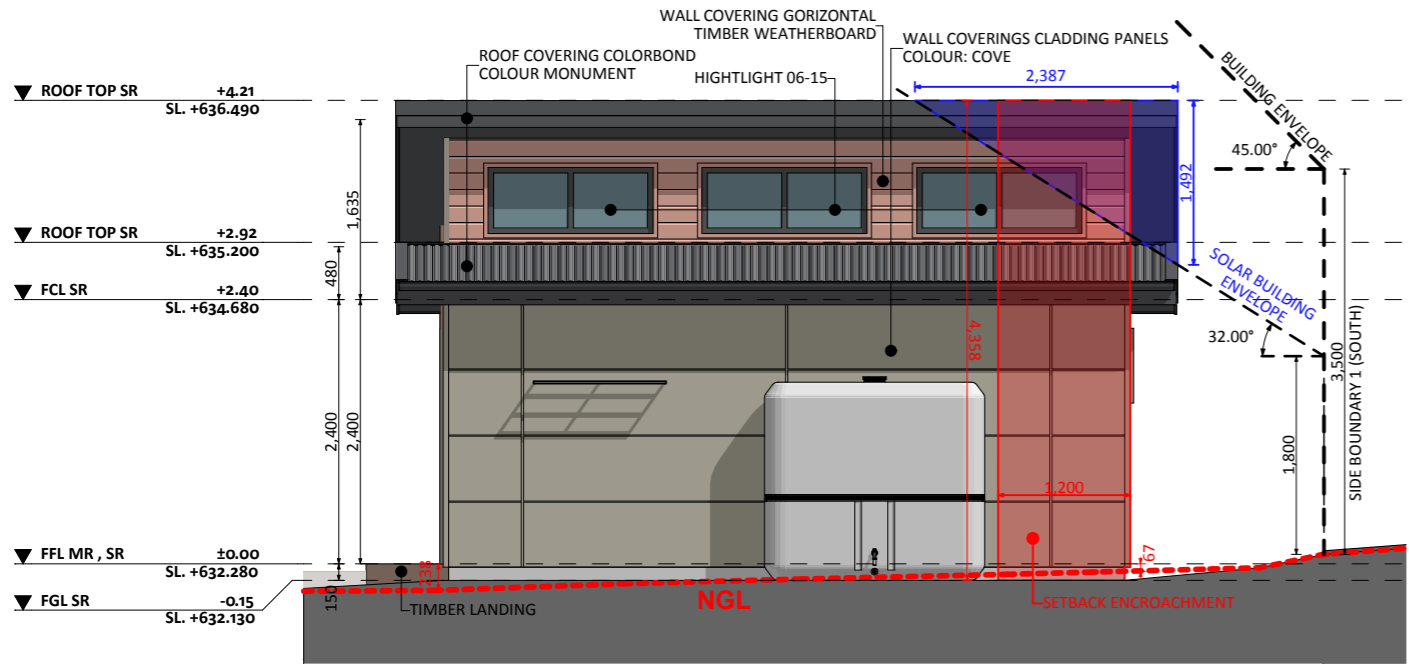 WALL COVERING GORIZONTAL
TIMBER WEATHERBOARD
ROOF COVERING COLORBOND
COLOUR MONUMENT
HIGHTLIGHT 06-15
WALL COVERINGS CLADDING PANELS
COLOUR: COVE
2,387
BUILDING ENVELOPE
45.00°
ROOF TOP SR +4.21
SL. +636.490
1,635
1,492
ROOF TOP SR +2.92
SL. +635.200
480
SOLAR BUILDING
ENVELOPE
32.00°
FCL SR +2.40
SL. +634.680
4,358
3,500
SIDE BOUNDARY 1 (SOUTH)
2,400
2,400
1,800
1,200
FFL MR , SR ±0.00
SL. +632.280
238
67
150
FGL SR -0.15
SL. +632.130
TIMBER LANDING
NGL
SETBACK ENCROACHMENT